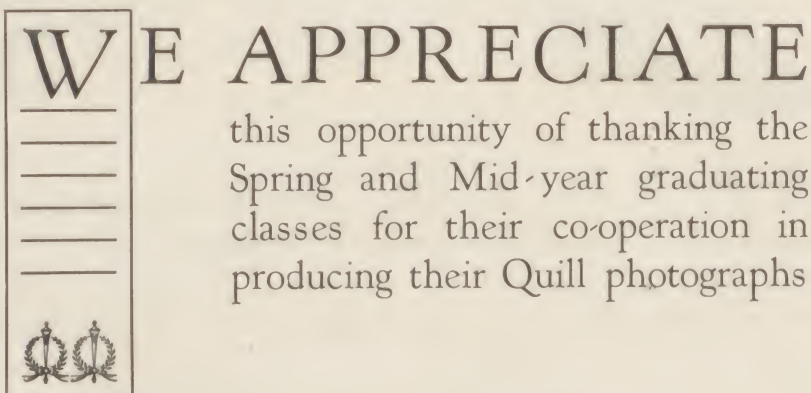 WE APPRECIATE
this opportunity of thanking the
Spring and Mid-year graduating
classes for their co-operation in
producing their Quill photographs